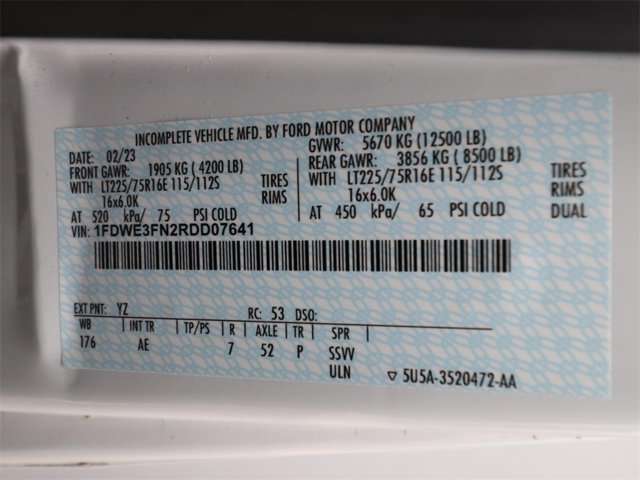 INCOMPLETE VEHICLE MFD. BY FORD MOTOR COMPANY
DATE: 02/23 GVWR: 5670 KG (12500 LB)
FRONT GAWR: 1905 KG (4200 LB) REAR GAWR: 3856 KG (8500 LB)
WITH LT225/75R16E 115/112S TIRES WITH LT225/75R16E 115/112S TIRES
16x6.0K RIMS 16x6.0K RIMS
AT 520 kPa/ 75 PSI COLD AT 450 kPa/ 65 PSI COLD DUAL
VIN: 1FDWE3FN2RDD07641
EXT PNT: YZ RC: 53 DSO:
WB INT TR TP/PS R AXLE TR SPR
176 AE 7 52 P SSVV
ULN ▽ 5U5A-3520472-AA